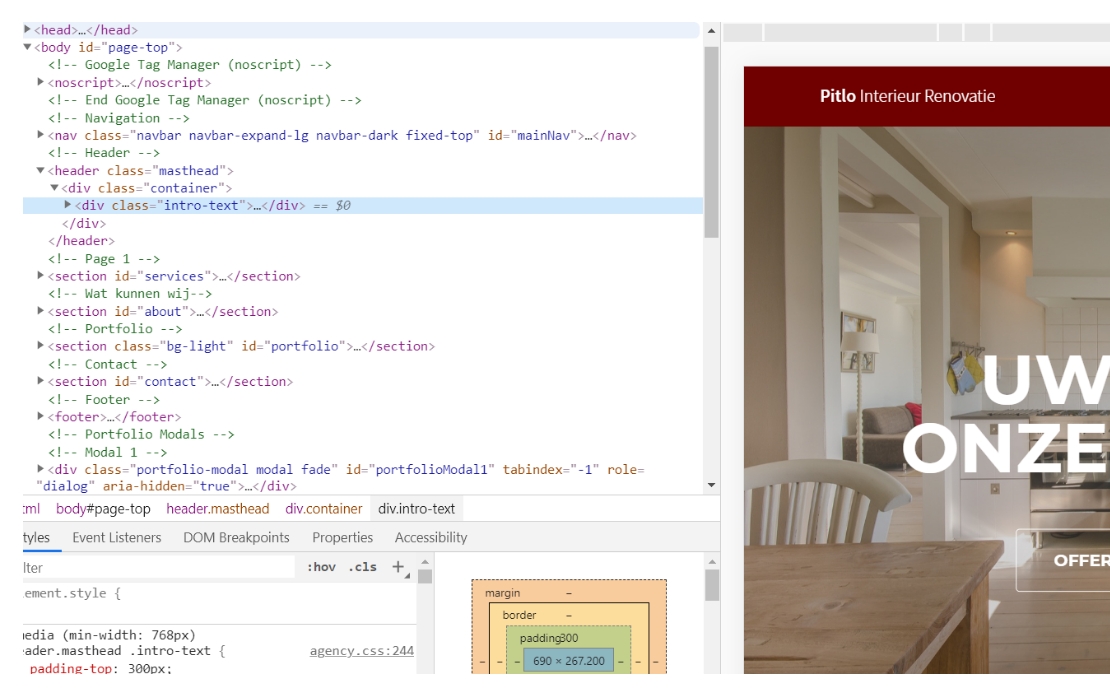 <head>…</head>
<body id="page-top">
<!-- Google Tag Manager (noscript) -->
<noscript>…</noscript>
<!-- End Google Tag Manager (noscript) -->
<!-- Navigation -->
<nav class="navbar navbar-expand-lg navbar-dark fixed-top" id="mainNav">…</nav>
<!-- Header -->
<header class="masthead">
<div class="container">
<div class="intro-text">…</div> == $0
</div>
</header>
<!-- Page 1 -->
<section id="services">…</section>
<!-- Wat kunnen wij-->
<section id="about">…</section>
<!-- Portfolio -->
<section class="bg-light" id="portfolio">…</section>
<!-- Contact -->
<section id="contact">…</section>
<!-- Footer -->
<footer>…</footer>
<!-- Portfolio Modals -->
<!-- Modal 1 -->
<div class="portfolio-modal modal fade" id="portfolioModal1" tabindex="-1" role=
"dialog" aria-hidden="true">…</div>
tml body#page-top header.masthead div.container div.intro-text
tyles Event Listeners DOM Breakpoints Properties Accessibility
lter :hov .cls +
ement.style {
edia (min-width: 768px)
eader.masthead .intro-text { agency.css:244
padding-top: 300px;
margin –
border –
padding300
– – – 690 × 267.200 – – –
Pitlo Interieur Renovatie
UW
ONZE
OFFER